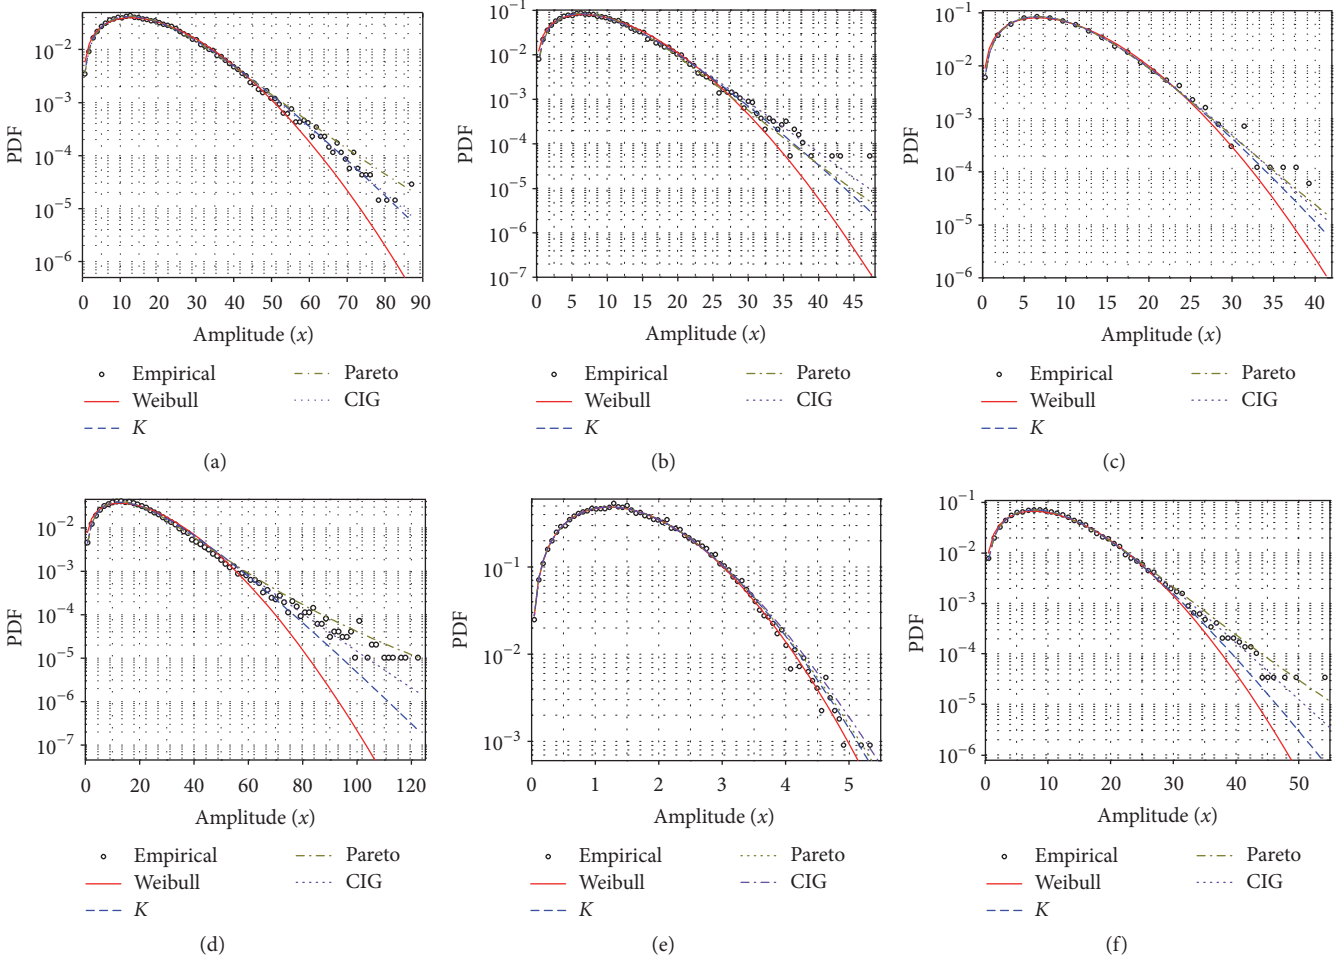 PDF
10⁻²
10⁻³
10⁻⁴
10⁻⁵
10⁻⁶
0 10 20 30 40 50 60 70 80 90
Amplitude (x)
Empirical Pareto
Weibull CIG
K
(a)
PDF
10⁻¹
10⁻²
10⁻³
10⁻⁴
10⁻⁵
10⁻⁶
10⁻⁷
0 5 10 15 20 25 30 35 40 45
Amplitude (x)
Empirical Pareto
Weibull CIG
K
(b)
PDF
10⁻¹
10⁻²
10⁻³
10⁻⁴
10⁻⁵
10⁻⁶
0 5 10 15 20 25 30 35 40
Amplitude (x)
Empirical Pareto
Weibull CIG
K
(c)
PDF
10⁻²
10⁻³
10⁻⁴
10⁻⁵
10⁻⁶
10⁻⁷
0 20 40 60 80 100 120
Amplitude (x)
Empirical Pareto
Weibull CIG
K
(d)
PDF
10⁻¹
10⁻²
10⁻³
0 1 2 3 4 5
Amplitude (x)
Empirical Pareto
Weibull CIG
K
(e)
PDF
10⁻¹
10⁻²
10⁻³
10⁻⁴
10⁻⁵
10⁻⁶
0 10 20 30 40 50
Amplitude (x)
Empirical Pareto
Weibull CIG
K
(f)